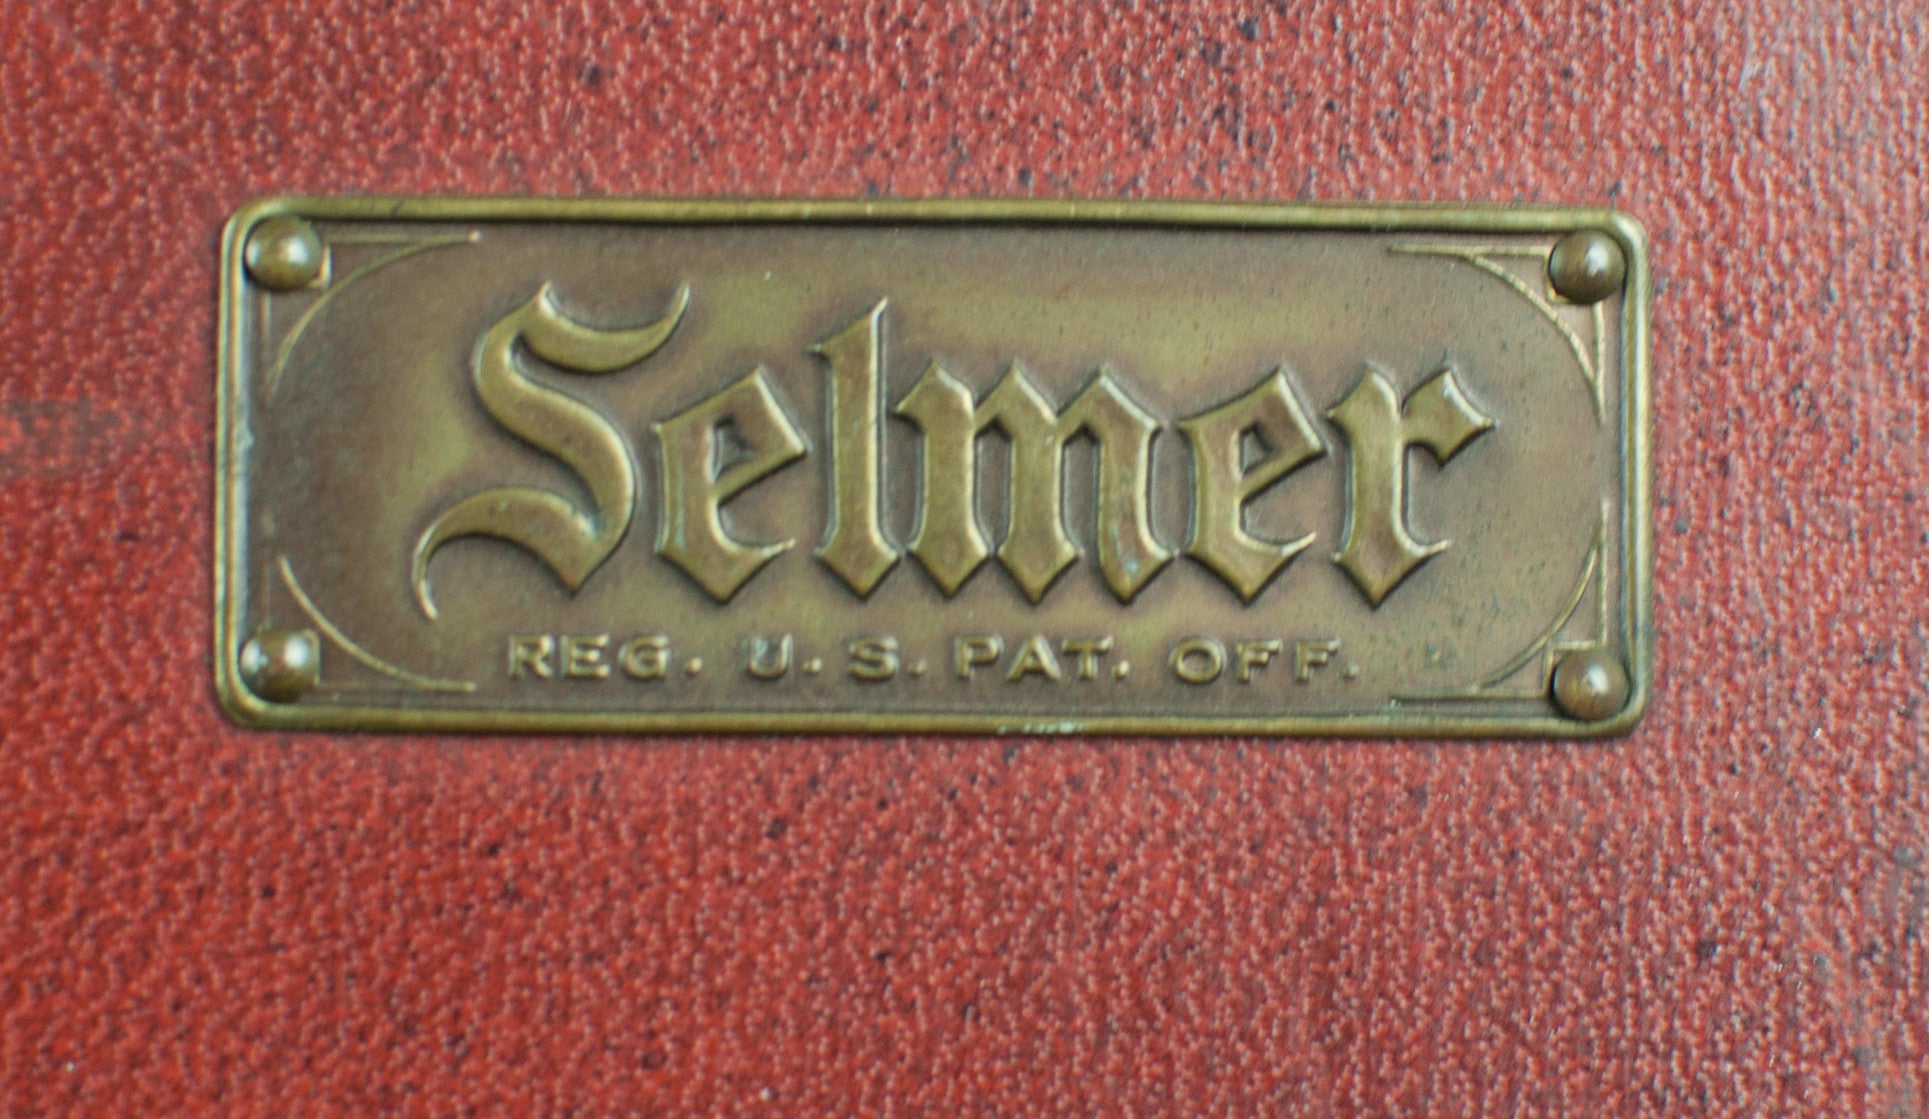 Selmer
REG. U.S. PAT. OFF.